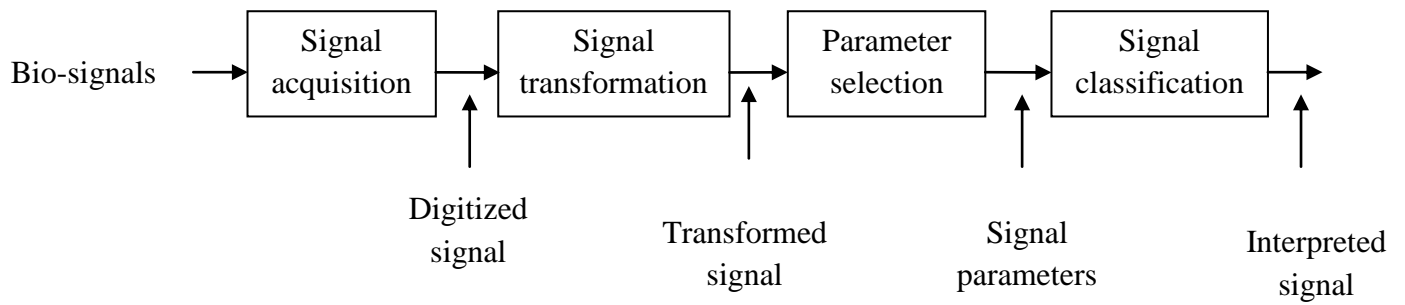 Bio-signals
Signal
acquisition
Signal
transformation
Parameter
selection
Signal
classification
Digitized
signal
Transformed
signal
Signal
parameters
Interpreted
signal